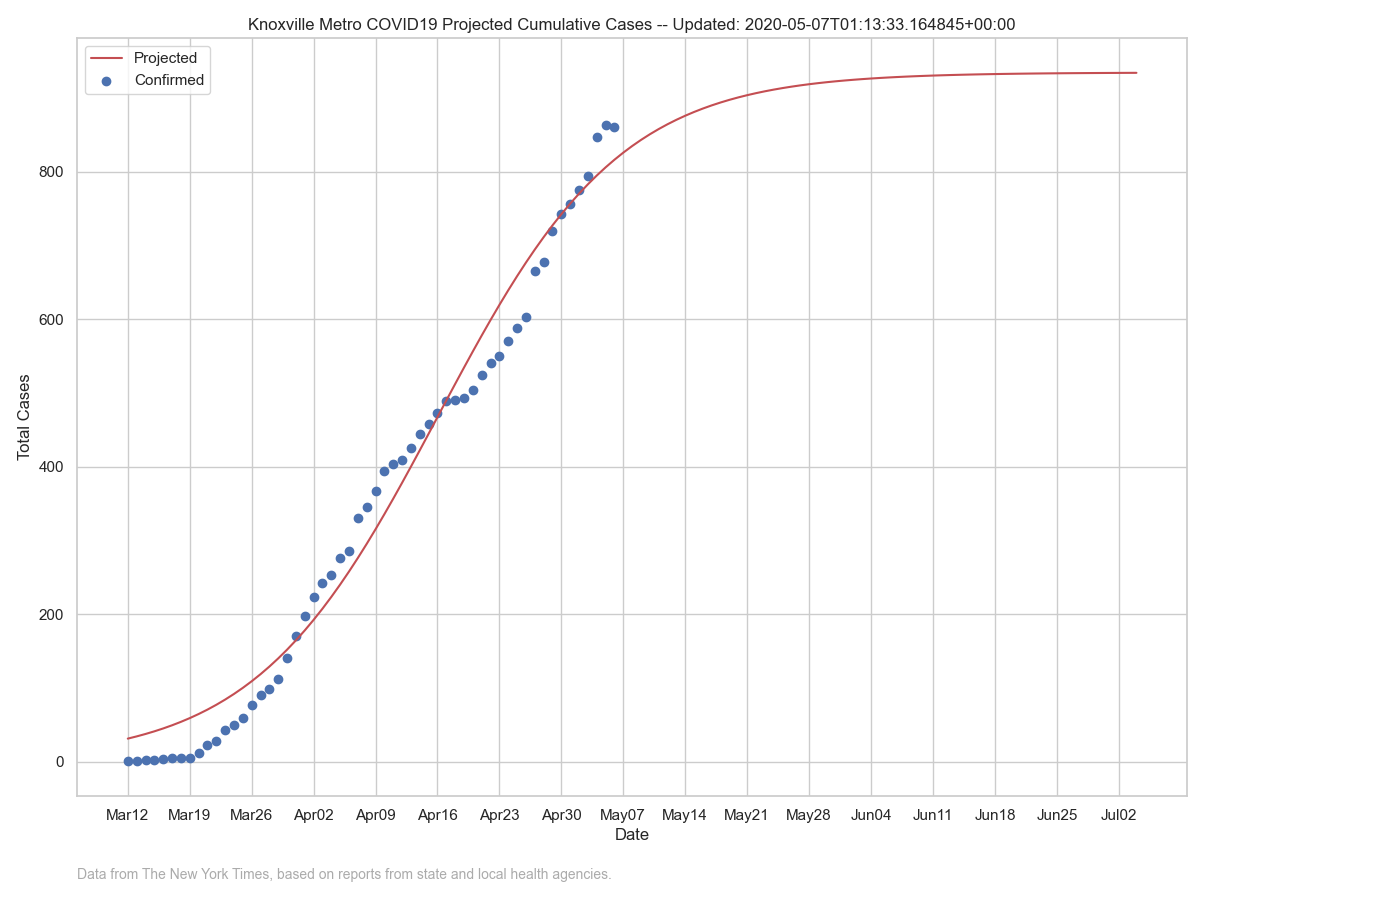 Knoxville Metro COVID19 Projected Cumulative Cases -- Updated: 2020-05-07T01:13:33.164845+00:00
Projected
Confirmed
800
600
400
200
0
Total Cases
Mar12 Mar19 Mar26 Apr02 Apr09 Apr16 Apr23 Apr30 May07 May14 May21 May28 Jun04 Jun11 Jun18 Jun25 Jul02
Date
Data from The New York Times, based on reports from state and local health agencies.